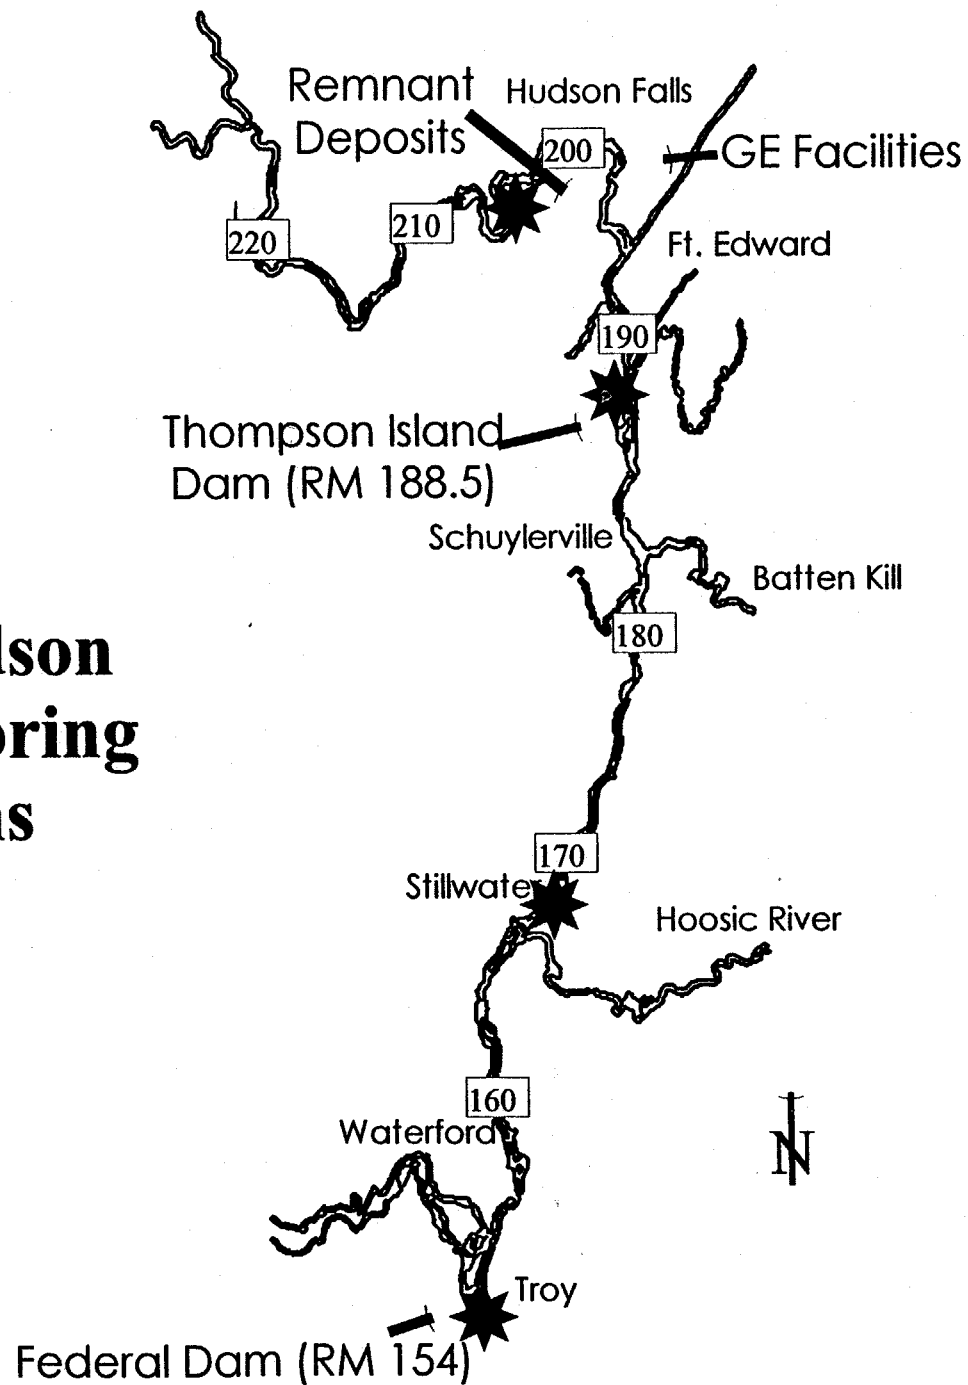 Remnant
Deposits
Hudson Falls
200
GE Facilities
210
220
Ft. Edward
190
Thompson Island
Dam (RM 188.5)
Schuylerville
Batten Kill
180
dson
oring
ns
170
Stillwater
Hoosic River
160
Waterford
N
Troy
Federal Dam (RM 154)